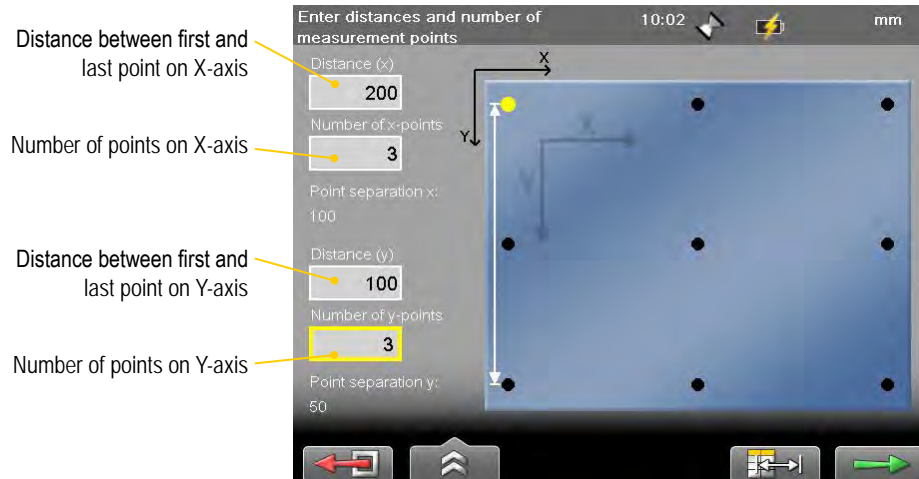 Enter distances and number of
measurement points
10:02
mm
Distance between first and
last point on X-axis
Distance (x)
200
Number of points on X-axis
Number of x-points
3
Point separation x:
100
Distance between first and
last point on Y-axis
Distance (y)
100
Number of points on Y-axis
Number of y-points
3
Point separation y:
50
X
Y
X
Y